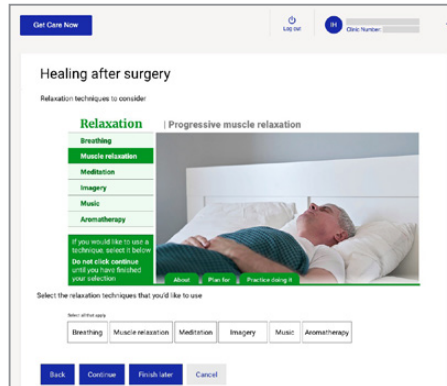 Get Care Now
Log out
IH
Clinic Number:
Healing after surgery
Relaxation techniques to consider
Relaxation | Progressive muscle relaxation
Breathing
Muscle relaxation
Meditation
Imagery
Music
Aromatherapy
If you would like to use a
technique select it below
Do not click continue
until you have finished
your selection
About Plan for Practice doing it
Select the relaxation techniques that you'd like to use
Select all that apply
Breathing Muscle relaxation Meditation Imagery Music Aromatherapy
Back Continue Finish later Cancel